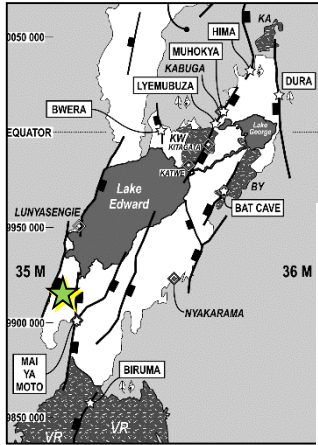 0050 000
HIMA
KA
MUHOKYA
KABUGA
LYEMUBUZA
DURA
BWERA
EQUATOR
KW
KITAGATA
Lake
George
KATWE
Lake
Edward
BY
LUNYASENGIE
9950 000
BAT CAVE
35 M
36 M
9900 000
NYAKARAMA
MAI
YA
MOTO
BIRUMA
9850 000
VR
VR